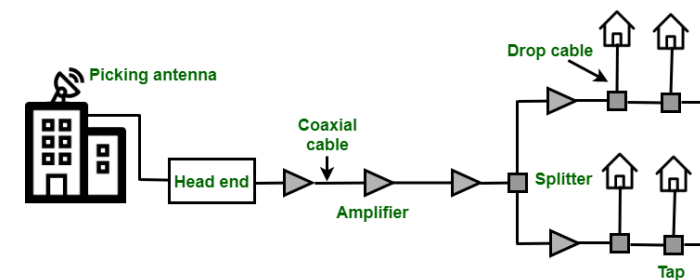 Drop cable
Picking antenna
Coaxial
cable
Head end
Splitter
Amplifier
Tap